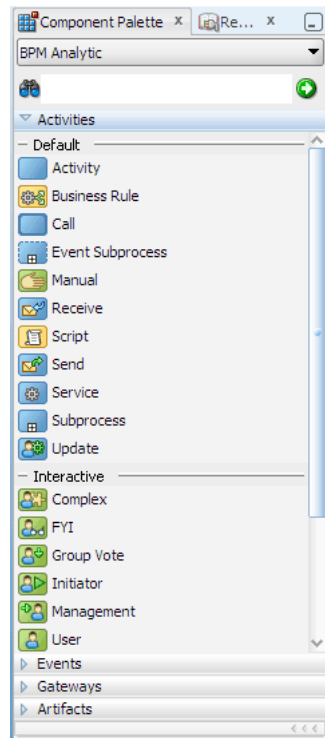 Component Palette x Re... x
BPM Analytic
Activities
Default
Activity
Business Rule
Call
Event Subprocess
Manual
Receive
Script
Send
Service
Subprocess
Update
Interactive
Complex
FYI
Group Vote
Initiator
Management
User
Events
Gateways
Artifacts